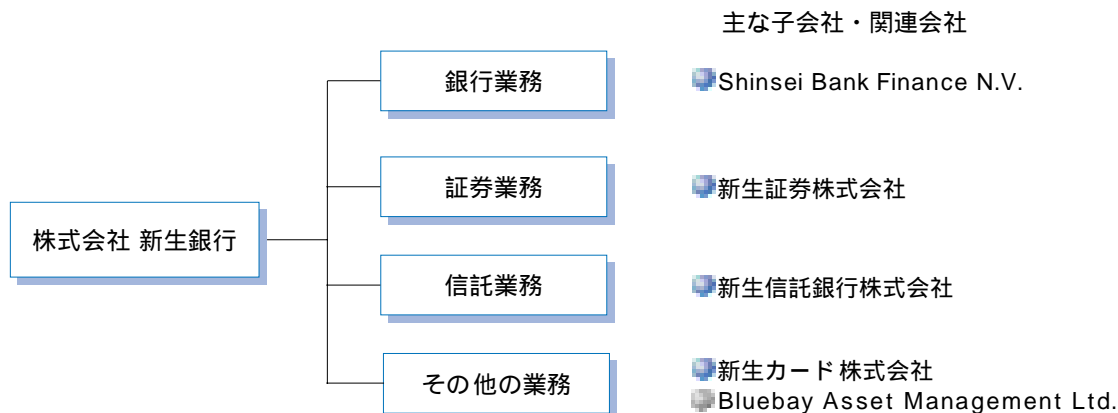 主な子会社・関連会社
銀行業務
Shinsei Bank Finance N.V.
証券業務
新生証券株式会社
株式会社 新生銀行
信託業務
新生信託銀行株式会社
その他の業務
新生カード 株式会社
Bluebay Asset Management Ltd.